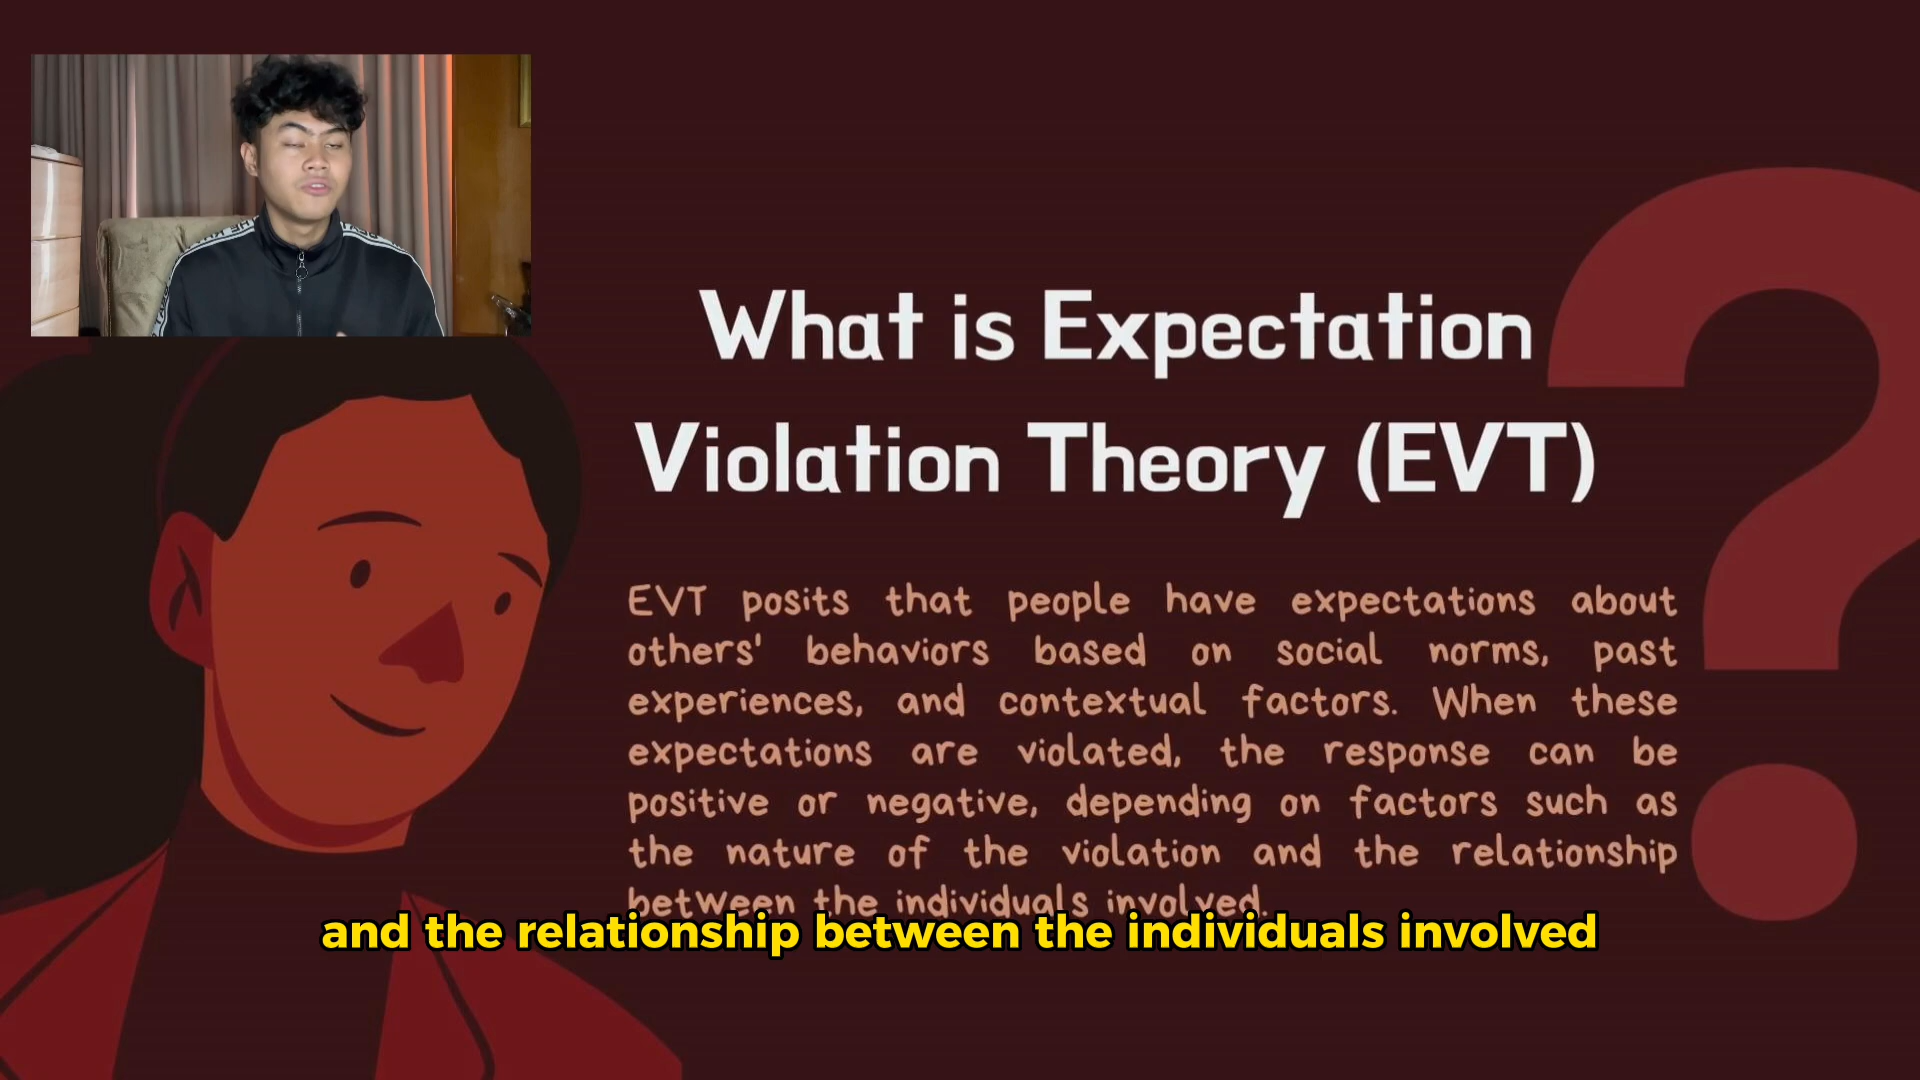 What is Expectation
Violation Theory (EVT)
EVT posits that people have expectations about
others' behaviors based on social norms, past
experiences, and contextual factors. When these
expectations are violated, the response can be
positive or negative, depending on factors such as
the nature of the violation and the relationship
between the individuals involved.
and the relationship between the individuals involved